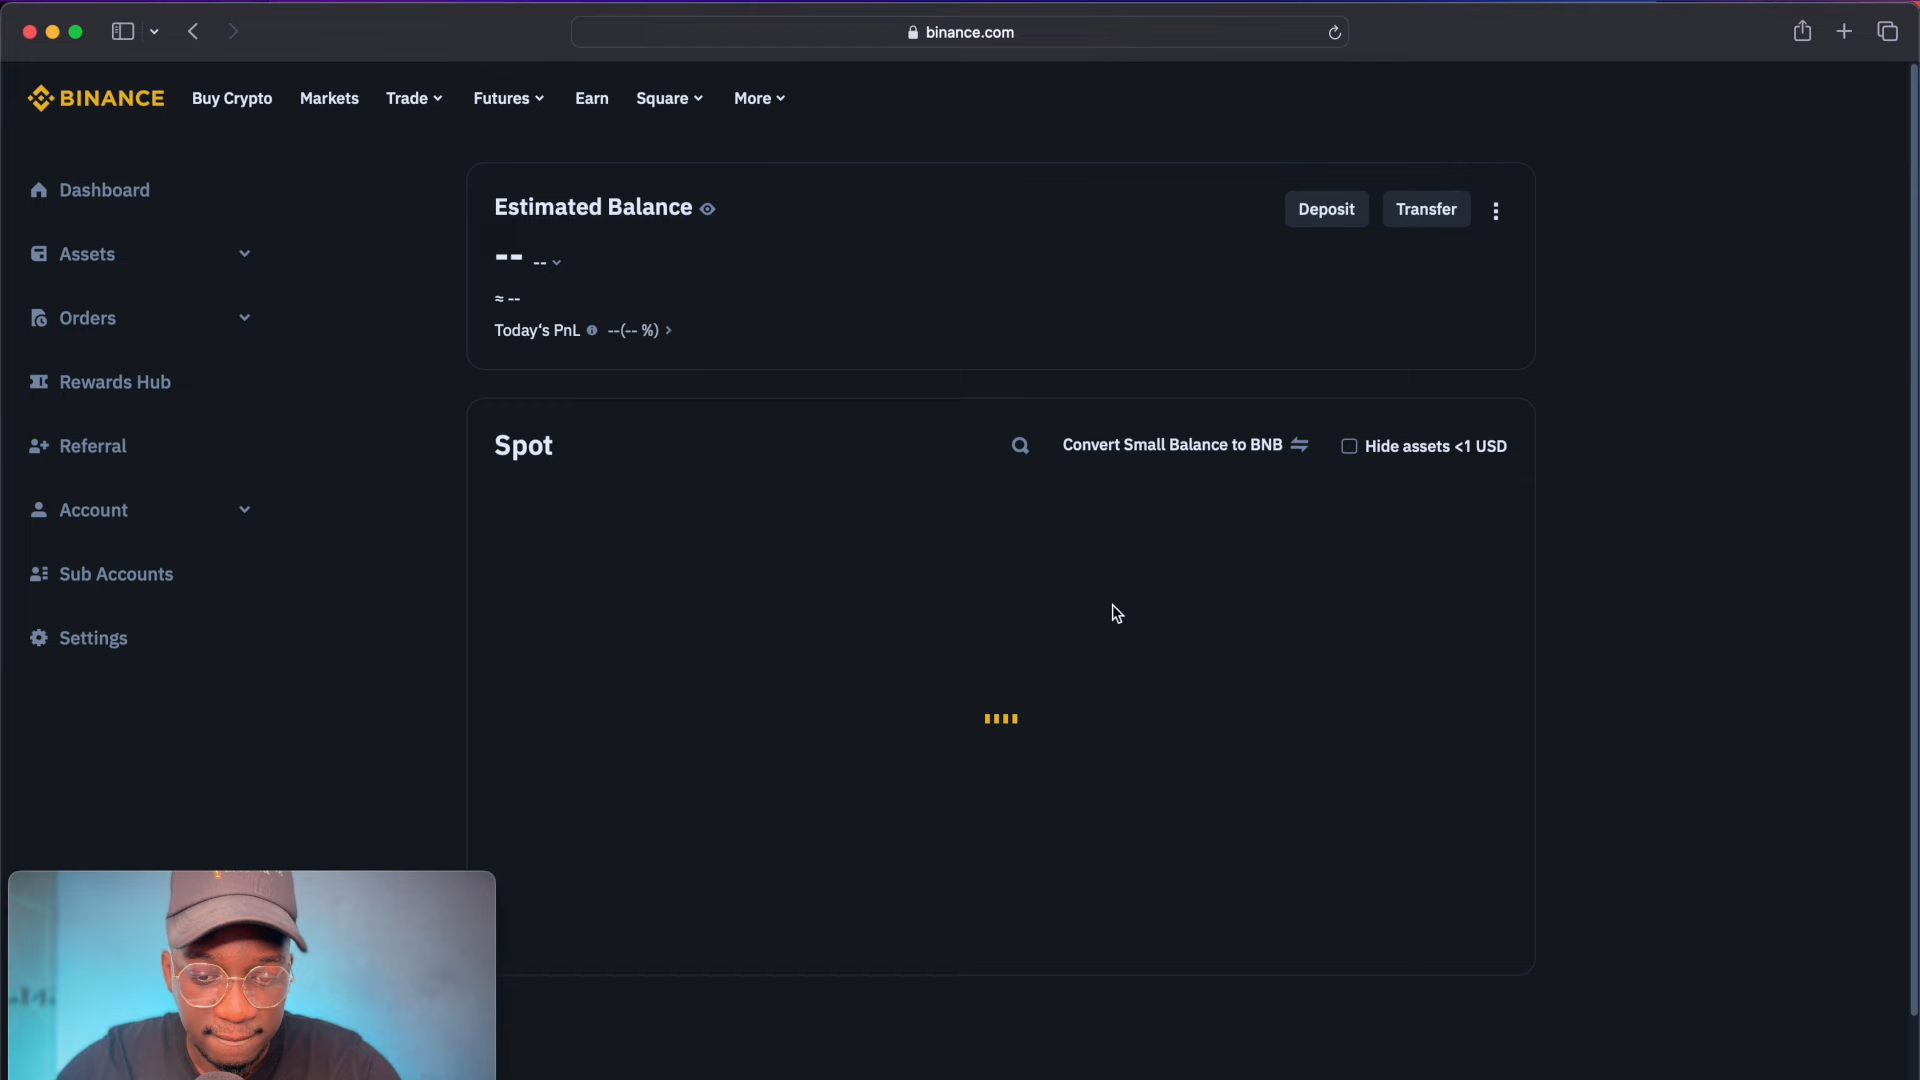 binance.com
BINANCE Buy Crypto Markets Trade Futures Earn Square More
Dashboard
Assets
Orders
Rewards Hub
Referral
Account
Sub Accounts
Settings
Estimated Balance
Deposit Transfer
-- --
≈ --
Today's PnL --(-- %)
Spot
Convert Small Balance to BNB
Hide assets <1 USD